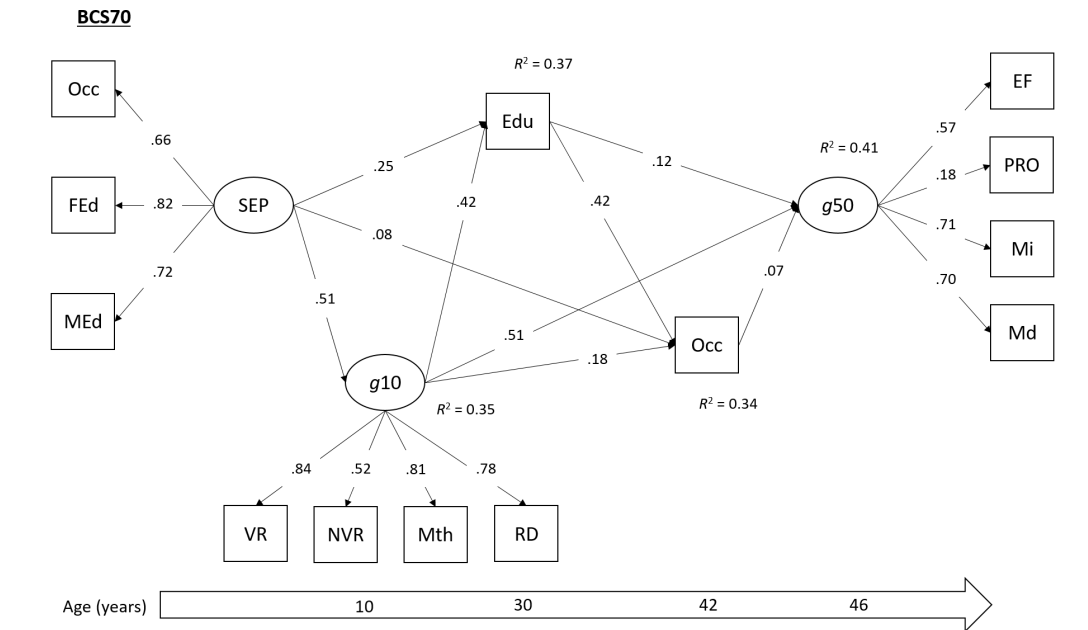 BCS70
R² = 0.37
Occ
Edu
EF
.66
.57
.25
.12
R² = 0.41
PRO
.18
FEd
.82
SEP
.42
.42
g50
.08
.71
Mi
.72
.51
.07
.70
MEd
.51
.18
Occ
Md
g10
R² = 0.35
R² = 0.34
.84
.52
.81
.78
VR
NVR
Mth
RD
Age (years)
10
30
42
46